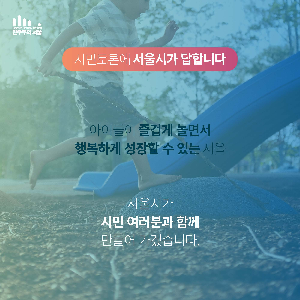 시민토론에 서울시가 답합니다
아이들이 즐겁게 놀면서
행복하게 성장할 수 있는 서울
서울시가
시민 여러분과 함께
만들어 가겠습니다.